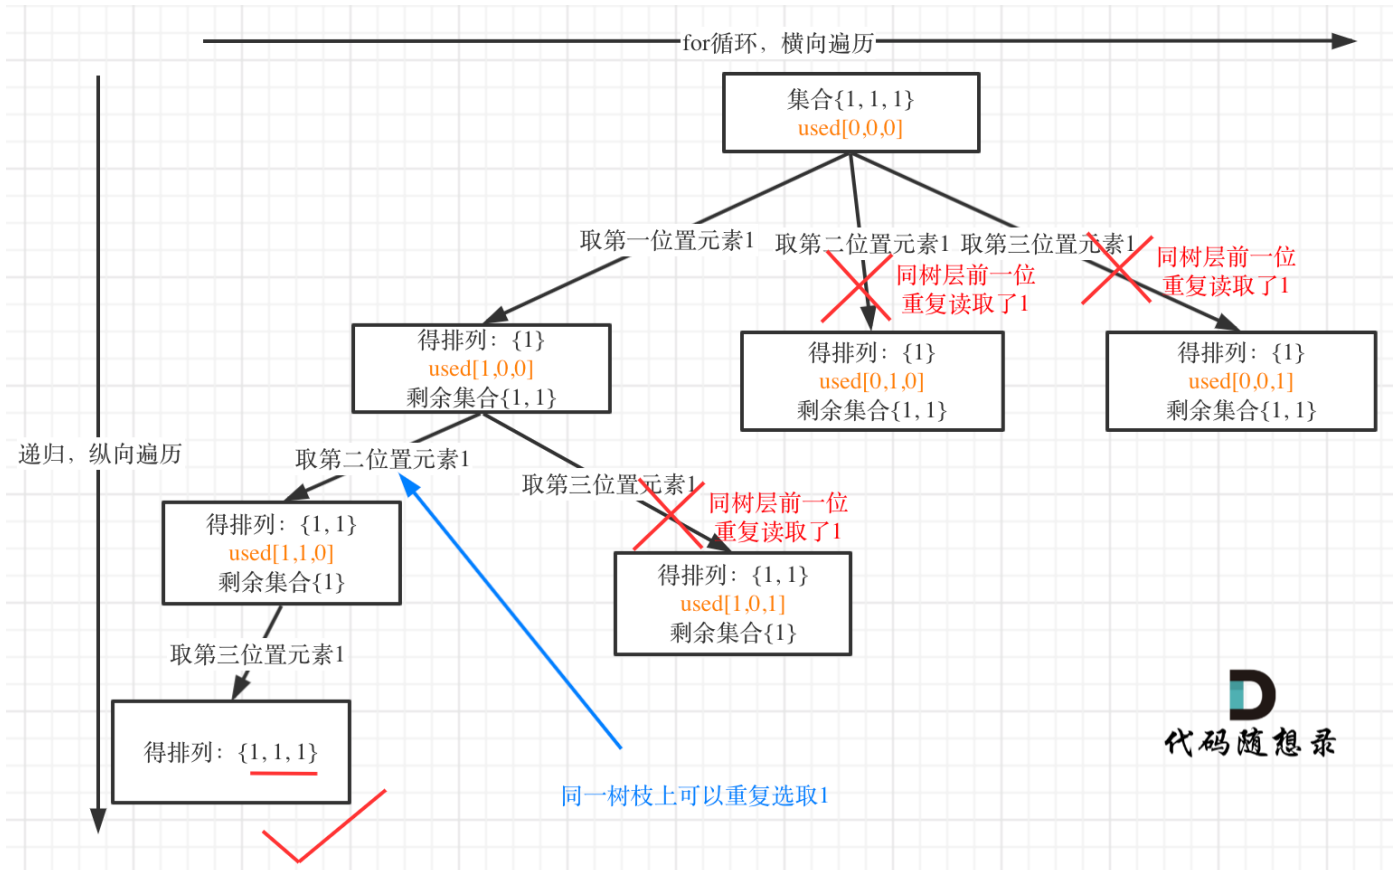 for循环，横向遍历
集合{1, 1, 1}
used[0,0,0]
取第一位置元素1
取第二位置元素1
取第三位置元素1
同树层前一位
重复读取了1
同树层前一位
重复读取了1
得排列：{1}
used[1,0,0]
剩余集合{1, 1}
得排列：{1}
used[0,1,0]
剩余集合{1, 1}
得排列：{1}
used[0,0,1]
剩余集合{1, 1}
递归，纵向遍历
取第二位置元素1
取第三位置元素1
同树层前一位
重复读取了1
得排列：{1, 1}
used[1,1,0]
剩余集合{1}
得排列：{1, 1}
used[1,0,1]
剩余集合{1}
取第三位置元素1
得排列：{1, 1, 1}
同一树枝上可以重复选取1
代码随想录